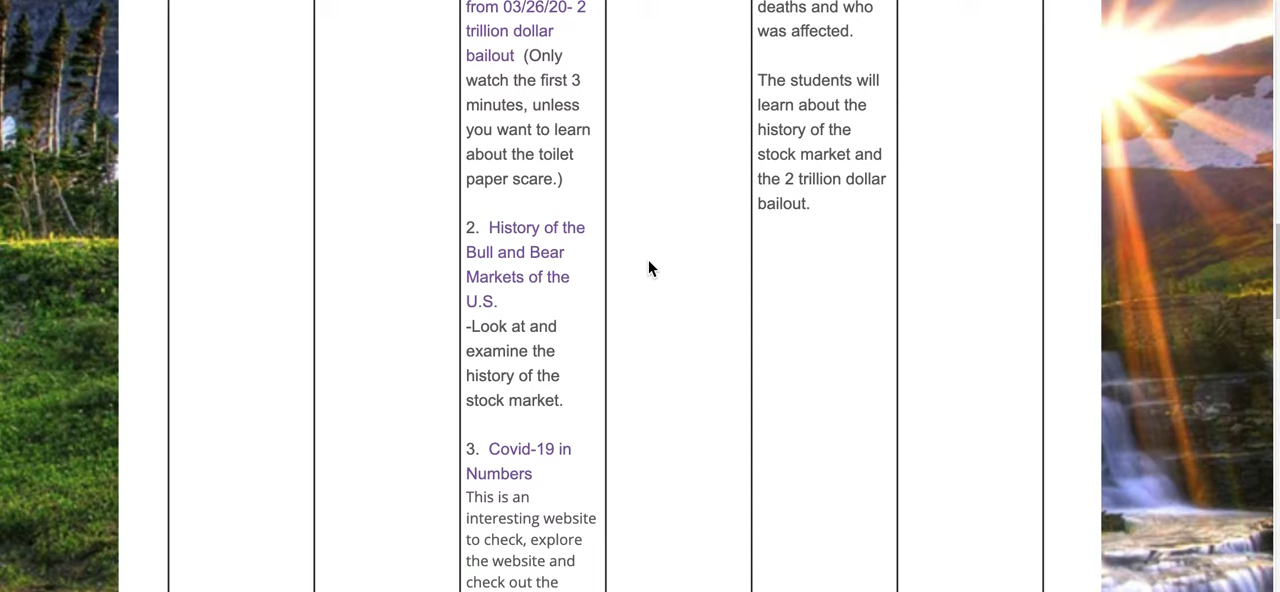 from 03/26/20- 2
trillion dollar
bailout  (Only
watch the first 3
minutes, unless
you want to learn
about the toilet
paper scare.)
2.  History of the
Bull and Bear
Markets of the
U.S.
-Look at and
examine the
history of the
stock market.
3.  Covid-19 in
Numbers
This is an
interesting website
to check, explore
the website and
check out the
deaths and who
was affected.
The students will
learn about the
history of the
stock market and
the 2 trillion dollar
bailout.